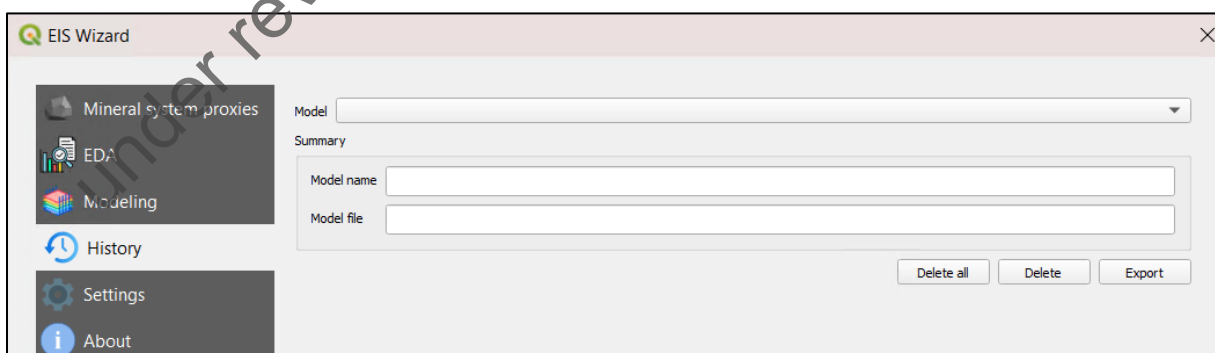 EIS Wizard
Mineral system proxies
EDA
Modeling
History
Settings
About
Model
Summary
Model name
Model file
Delete all
Delete
Export
under rev